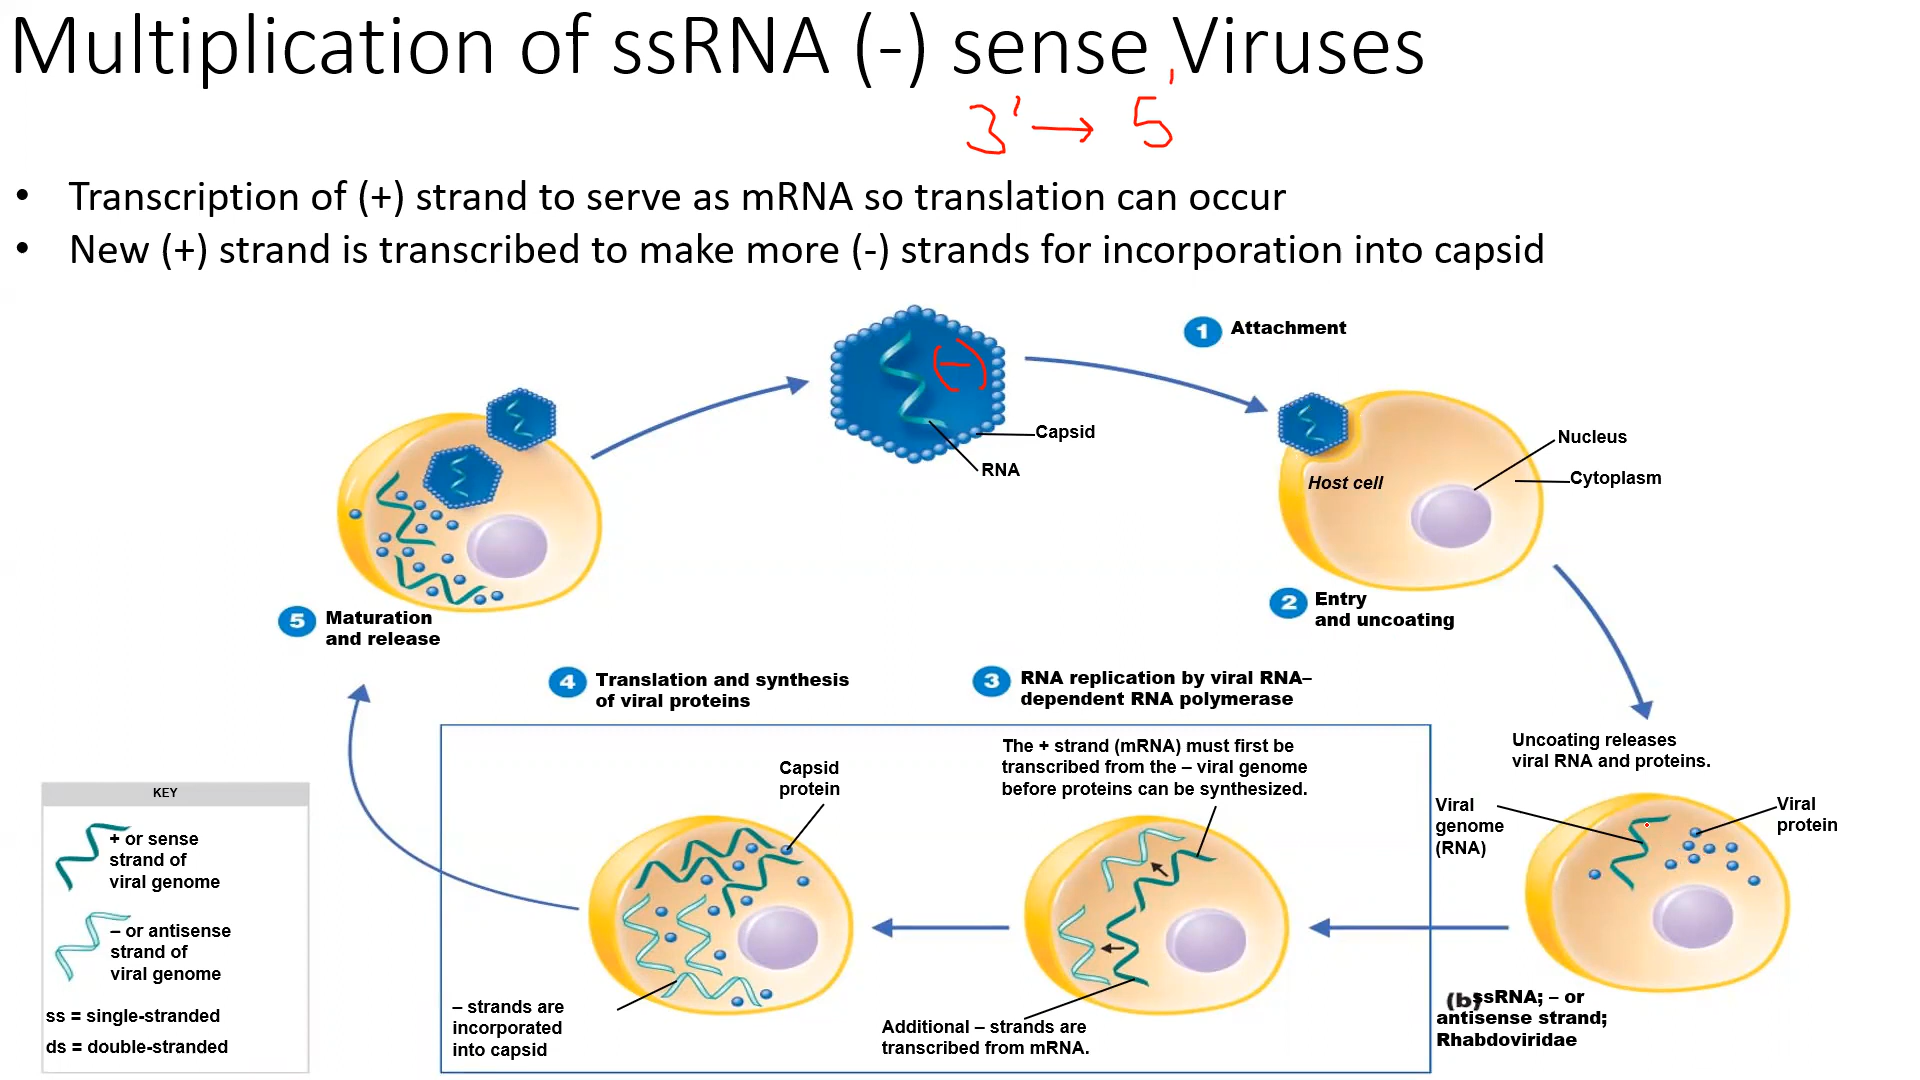 Multiplication of ssRNA (-) sense Viruses
3' → 5'
• Transcription of (+) strand to serve as mRNA so translation can occur
• New (+) strand is transcribed to make more (-) strands for incorporation into capsid
(-)
Capsid
RNA
1 Attachment
Host cell
Nucleus
Cytoplasm
2 Entry
and uncoating
Uncoating releases
viral RNA and proteins.
Viral
genome
(RNA)
Viral
protein
(b) ssRNA; – or
antisense strand;
Rhabdoviridae
3 RNA replication by viral RNA–
dependent RNA polymerase
The + strand (mRNA) must first be
transcribed from the – viral genome
before proteins can be synthesized.
Additional – strands are
transcribed from mRNA.
4 Translation and synthesis
of viral proteins
Capsid
protein
– strands are
incorporated
into capsid
5 Maturation
and release
KEY
+ or sense
strand of
viral genome
– or antisense
strand of
viral genome
ss = single-stranded
ds = double-stranded